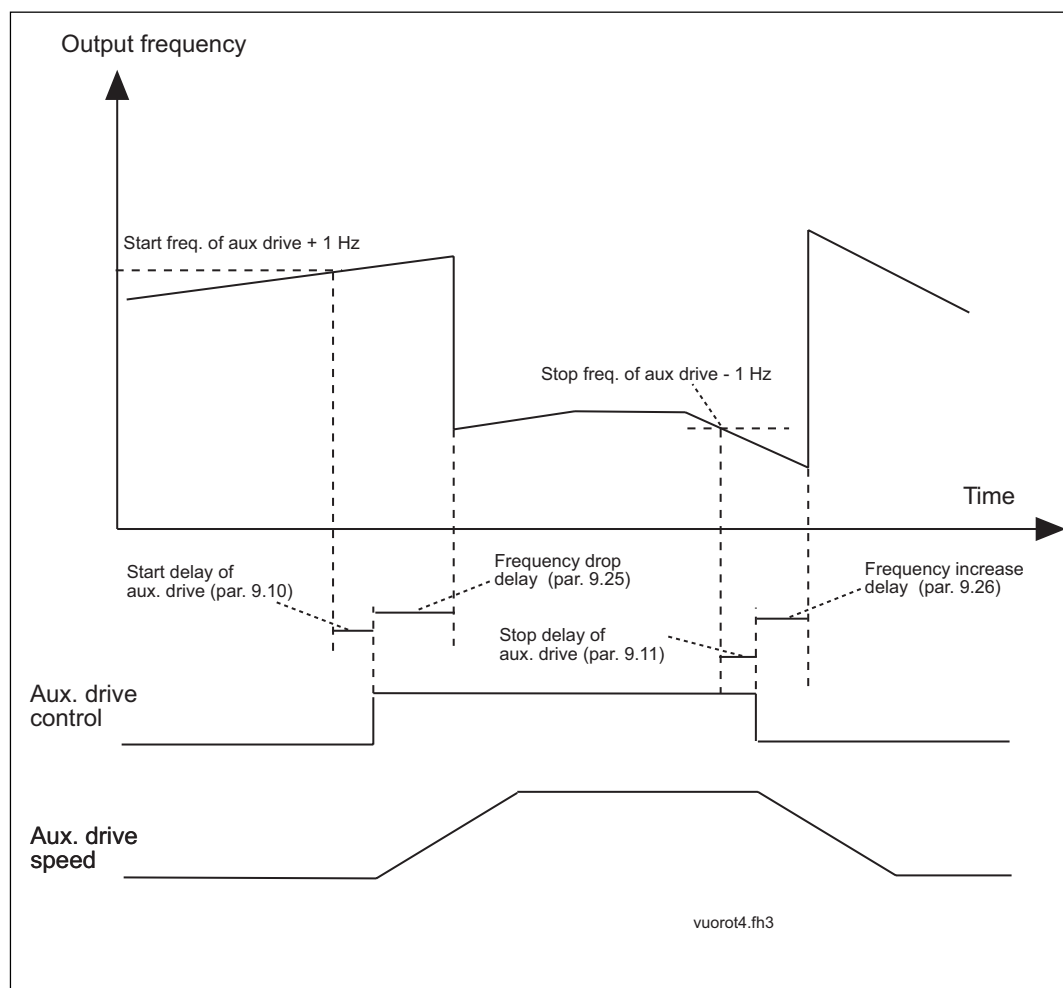 Output frequency
Start freq. of aux drive + 1 Hz
Stop freq. of aux drive - 1 Hz
Time
Start delay of
aux. drive (par. 9.10)
Frequency drop
delay (par. 9.25)
Stop delay of
aux. drive (par. 9.11)
Frequency increase
delay (par. 9.26)
Aux. drive
control
Aux. drive
speed
vuorot4.fh3